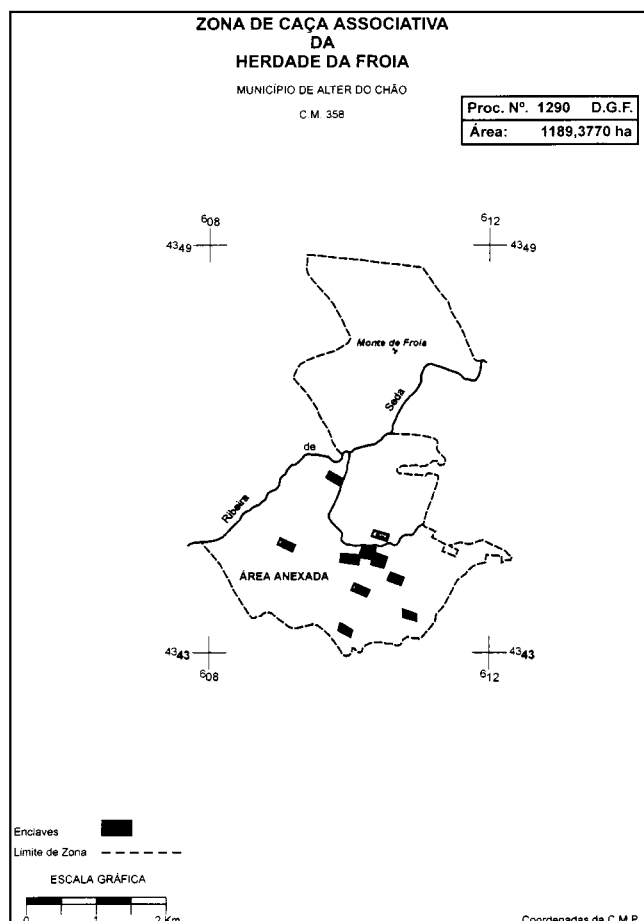 ZONA DE CAÇA ASSOCIATIVA
DA
HERDADE DA FROIA
MUNICÍPIO DE ALTER DO CHÃO
C.M. 358
Proc. Nº. 1290 D.G.F.
Área: 1189,3770 ha
608
612
4349
4349
Monte de Froia
Seda
de
Ribeira
ÁREA ANEXADA
4343
4343
608
612
Enclaves
Limite de Zona
ESCALA GRÁFICA
0 1 2 Km
Coordenadas da C.M.P.